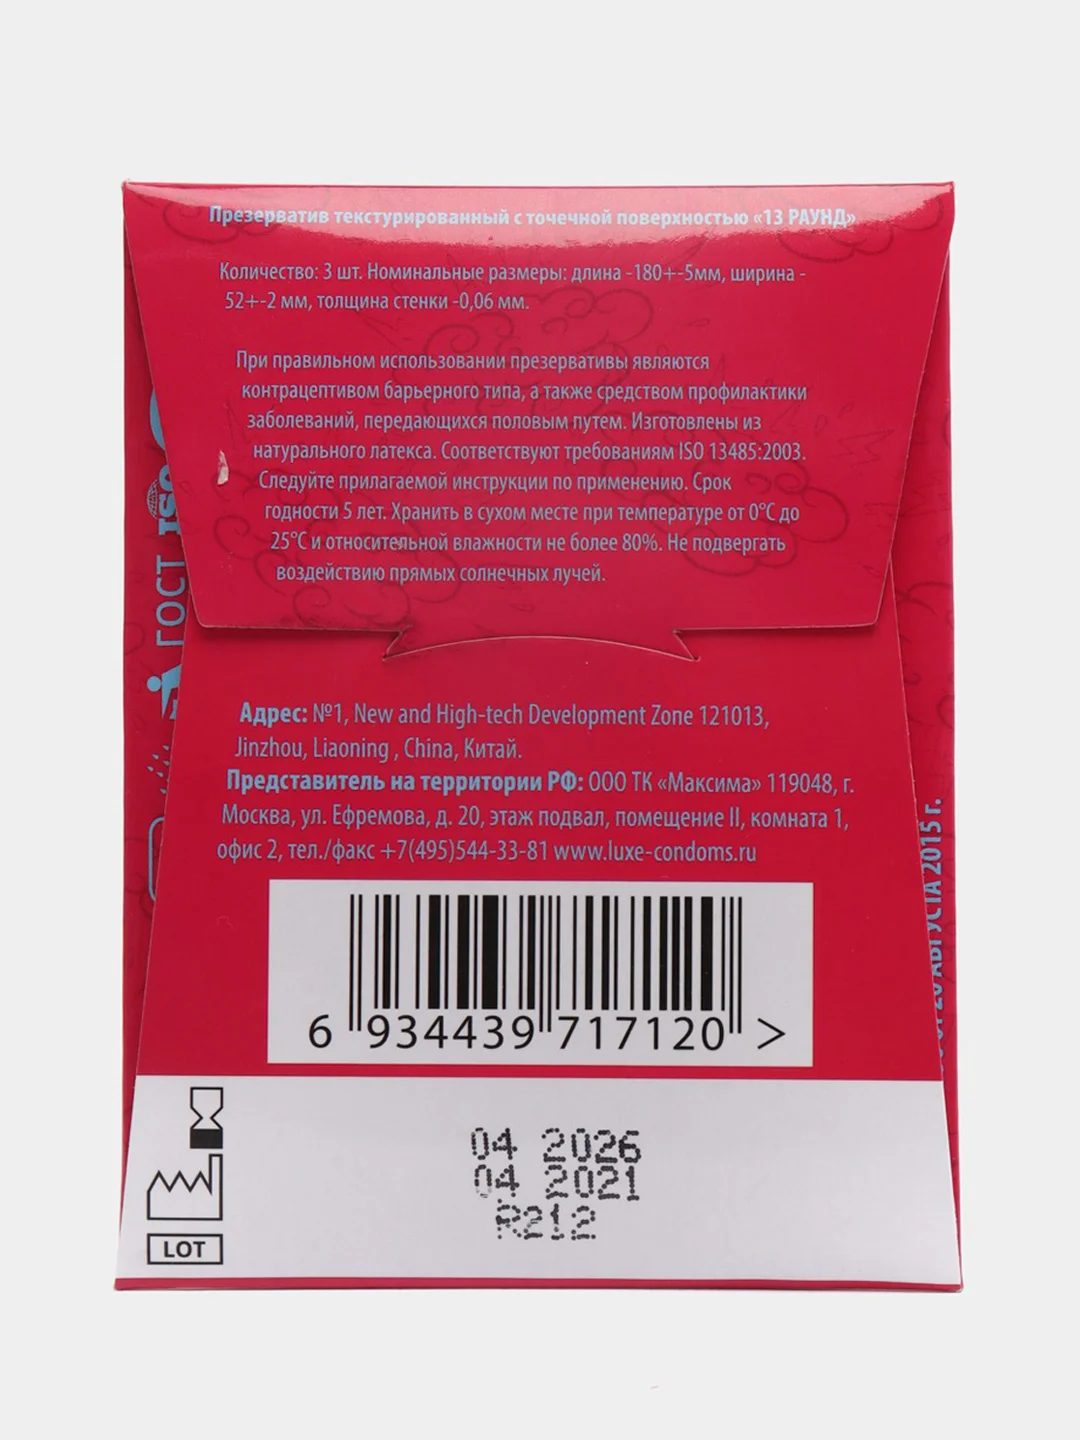 Презерватив текстурированный с точечной поверхностью «13 РАУНД»
Количество: 3 шт. Номинальные размеры: длина -180+-5мм, ширина -
52+-2 мм, толщина стенки -0,06 мм.
При правильном использовании презервативы являются
контрацептивом барьерного типа, а также средством профилактики
заболеваний, передающихся половым путем. Изготовлены из
натурального латекса. Соответствуют требованиям ISO 13485:2003.
Следуйте прилагаемой инструкции по применению. Срок
годности 5 лет. Хранить в сухом месте при температуре от 0°C до
25°C и относительной влажности не более 80%. Не подвергать
воздействию прямых солнечных лучей.
ГОСТ
Адрес: №1, New and High-tech Development Zone 121013,
Jinzhou, Liaoning , China, Китай.
Представитель на территории РФ: ООО ТК «Максима» 119048, г.
Москва, ул. Ефремова, д. 20, этаж подвал, помещение II, комната 1,
офис 2, тел./факс +7(495)544-33-81 www.luxe-condoms.ru
АВГУСТА 2015 г.
6 934439 717120 >
04 2026
04 2021
R212
LOT